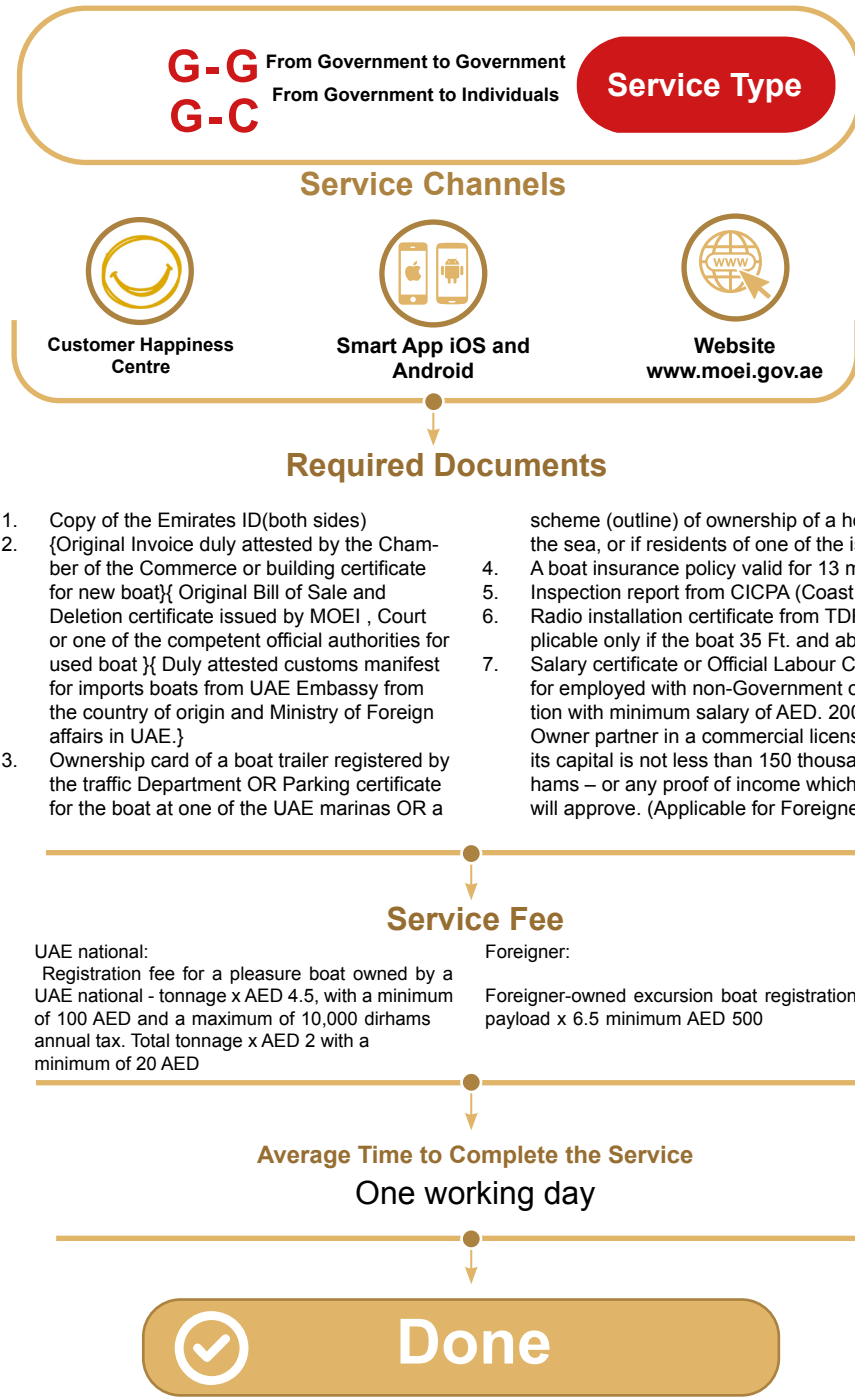 G-G From Government to Government
G-C From Government to Individuals
Service Type
Service Channels
Customer Happiness
Centre
Smart App iOS and
Android
www
Website
www.moei.gov.ae
Required Documents
1. Copy of the Emirates ID(both sides)
2. {Original Invoice duly attested by the Cham-
ber of the Commerce or building certificate
for new boat}{ Original Bill of Sale and
Deletion certificate issued by MOEI , Court
or one of the competent official authorities for
used boat }{ Duly attested customs manifest
for imports boats from UAE Embassy from
the country of origin and Ministry of Foreign
affairs in UAE.}
3. Ownership card of a boat trailer registered by
the traffic Department OR Parking certificate
for the boat at one of the UAE marinas OR a
scheme (outline) of ownership of a
the sea, or if residents of one of the
4. A boat insurance policy valid for 13
5. Inspection report from CICPA (Coast
6. Radio installation certificate from
plicable only if the boat 35 Ft. and
7. Salary certificate or Official Labour
for employed with non-Government
tion with minimum salary of AED.
Owner partner in a commercial
its capital is not less than 150
hams – or any proof of income which
will approve. (Applicable for
Service Fee
UAE national:
Registration fee for a pleasure boat owned by a
UAE national - tonnage x AED 4.5, with a minimum
of 100 AED and a maximum of 10,000 dirhams
annual tax. Total tonnage x AED 2 with a
minimum of 20 AED
Foreigner:
Foreigner-owned excursion boat registration
payload x 6.5 minimum AED 500
Average Time to Complete the Service
One working day
Done